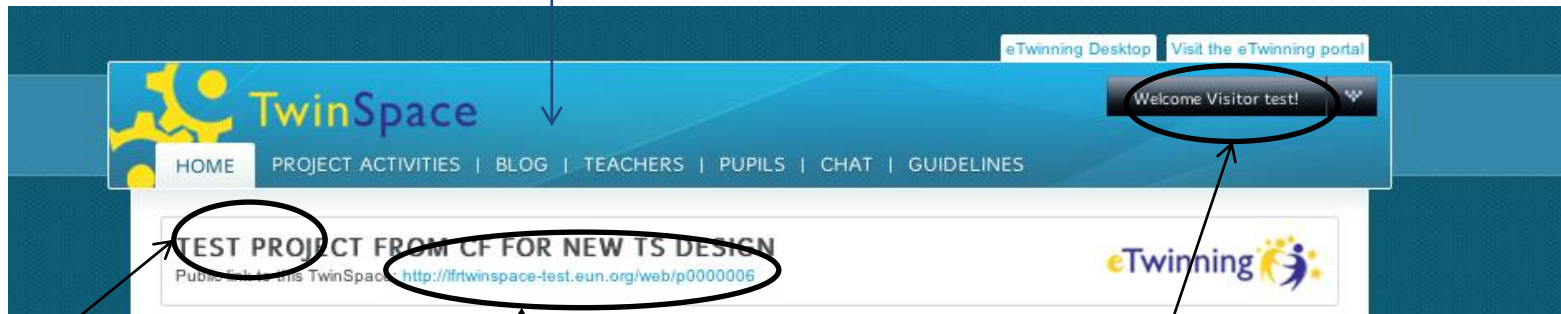 eTwinning Desktop Visit the eTwinning portal
TwinSpace
Welcome Visitor test!
HOME PROJECT ACTIVITIES | BLOG | TEACHERS | PUPILS | CHAT | GUIDELINES
TEST PROJECT FROM CF FOR NEW TS DESIGN
Public link to this TwinSpace: http://lfrtwinspace-test.eun.org/web/p0000006
eTwinning